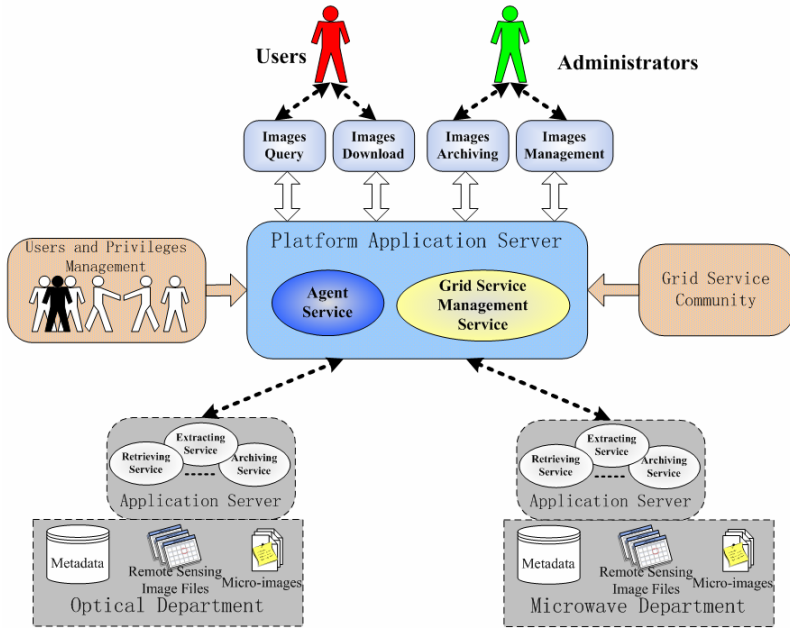 Users
Administrators
Images
Query
Images
Download
Images
Archiving
Images
Management
Users and Privileges
Management
Platform Application Server
Agent
Service
Grid Service
Management
Service
Grid Service
Community
Extracting
Service
Retrieving
Service
Archiving
Service
Application Server
Metadata
Remote Sensing
Image Files
Micro-images
Optical Department
Extracting
Service
Retrieving
Service
Archiving
Service
Application Server
Metadata
Remote Sensing
Image Files
Micro-images
Microwave Department